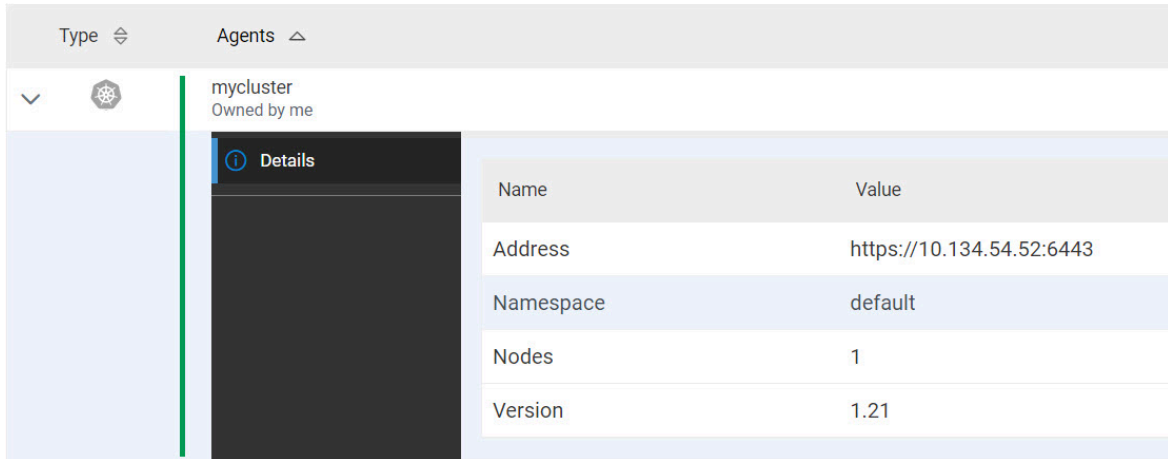 Type Agents
mycluster
Owned by me
Details
Name Value
Address https://10.134.54.52:6443
Namespace default
Nodes 1
Version 1.21